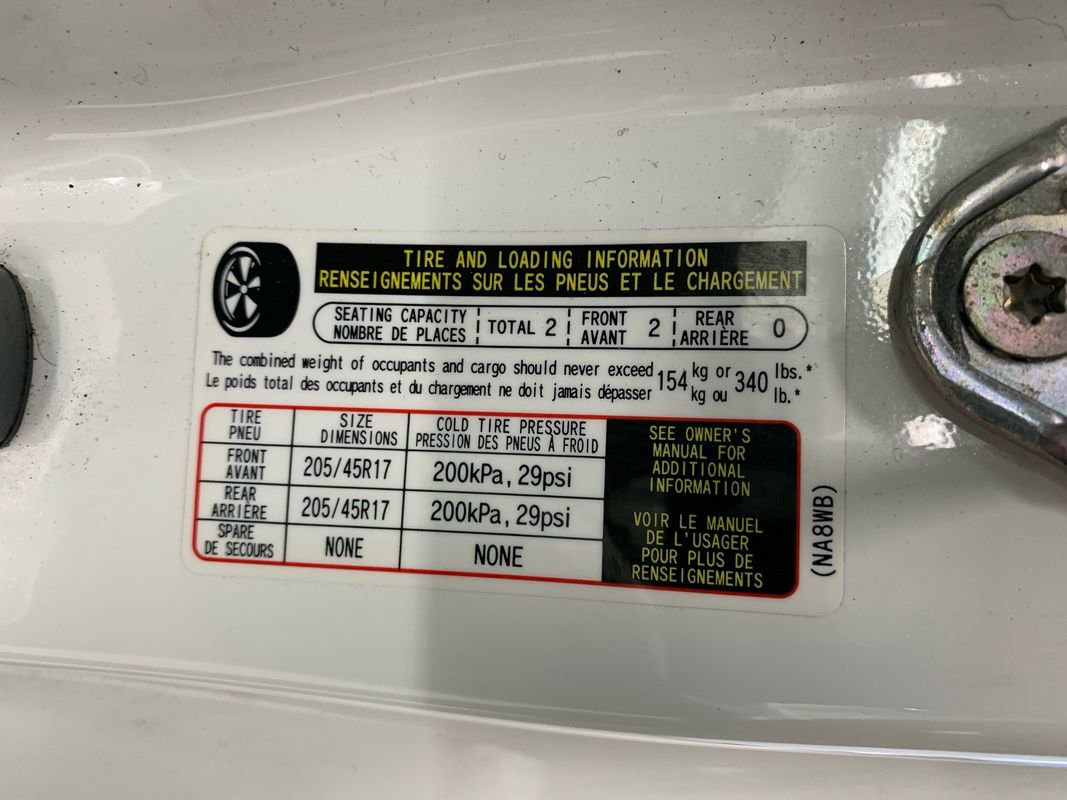 TIRE AND LOADING INFORMATION
RENSEIGNEMENTS SUR LES PNEUS ET LE CHARGEMENT
SEATING CAPACITY
NOMBRE DE PLACES
TOTAL 2
FRONT
AVANT
2
REAR
ARRIÈRE
0
The combined weight of occupants and cargo should never exceed
Le poids total des occupants et du chargement ne doit jamais dépasser
154
kg or
kg ou
340
lbs.*
lb.*
TIRE
PNEU
SIZE
DIMENSIONS
COLD TIRE PRESSURE
PRESSION DES PNEUS À FROID
FRONT
AVANT
205/45R17
200kPa, 29psi
REAR
ARRIÈRE
205/45R17
200kPa, 29psi
SPARE
DE SECOURS
NONE
NONE
SEE OWNER'S
MANUAL FOR
ADDITIONAL
INFORMATION
VOIR LE MANUEL
DE L'USAGER
POUR PLUS DE
RENSEIGNEMENTS
(NA8WB)